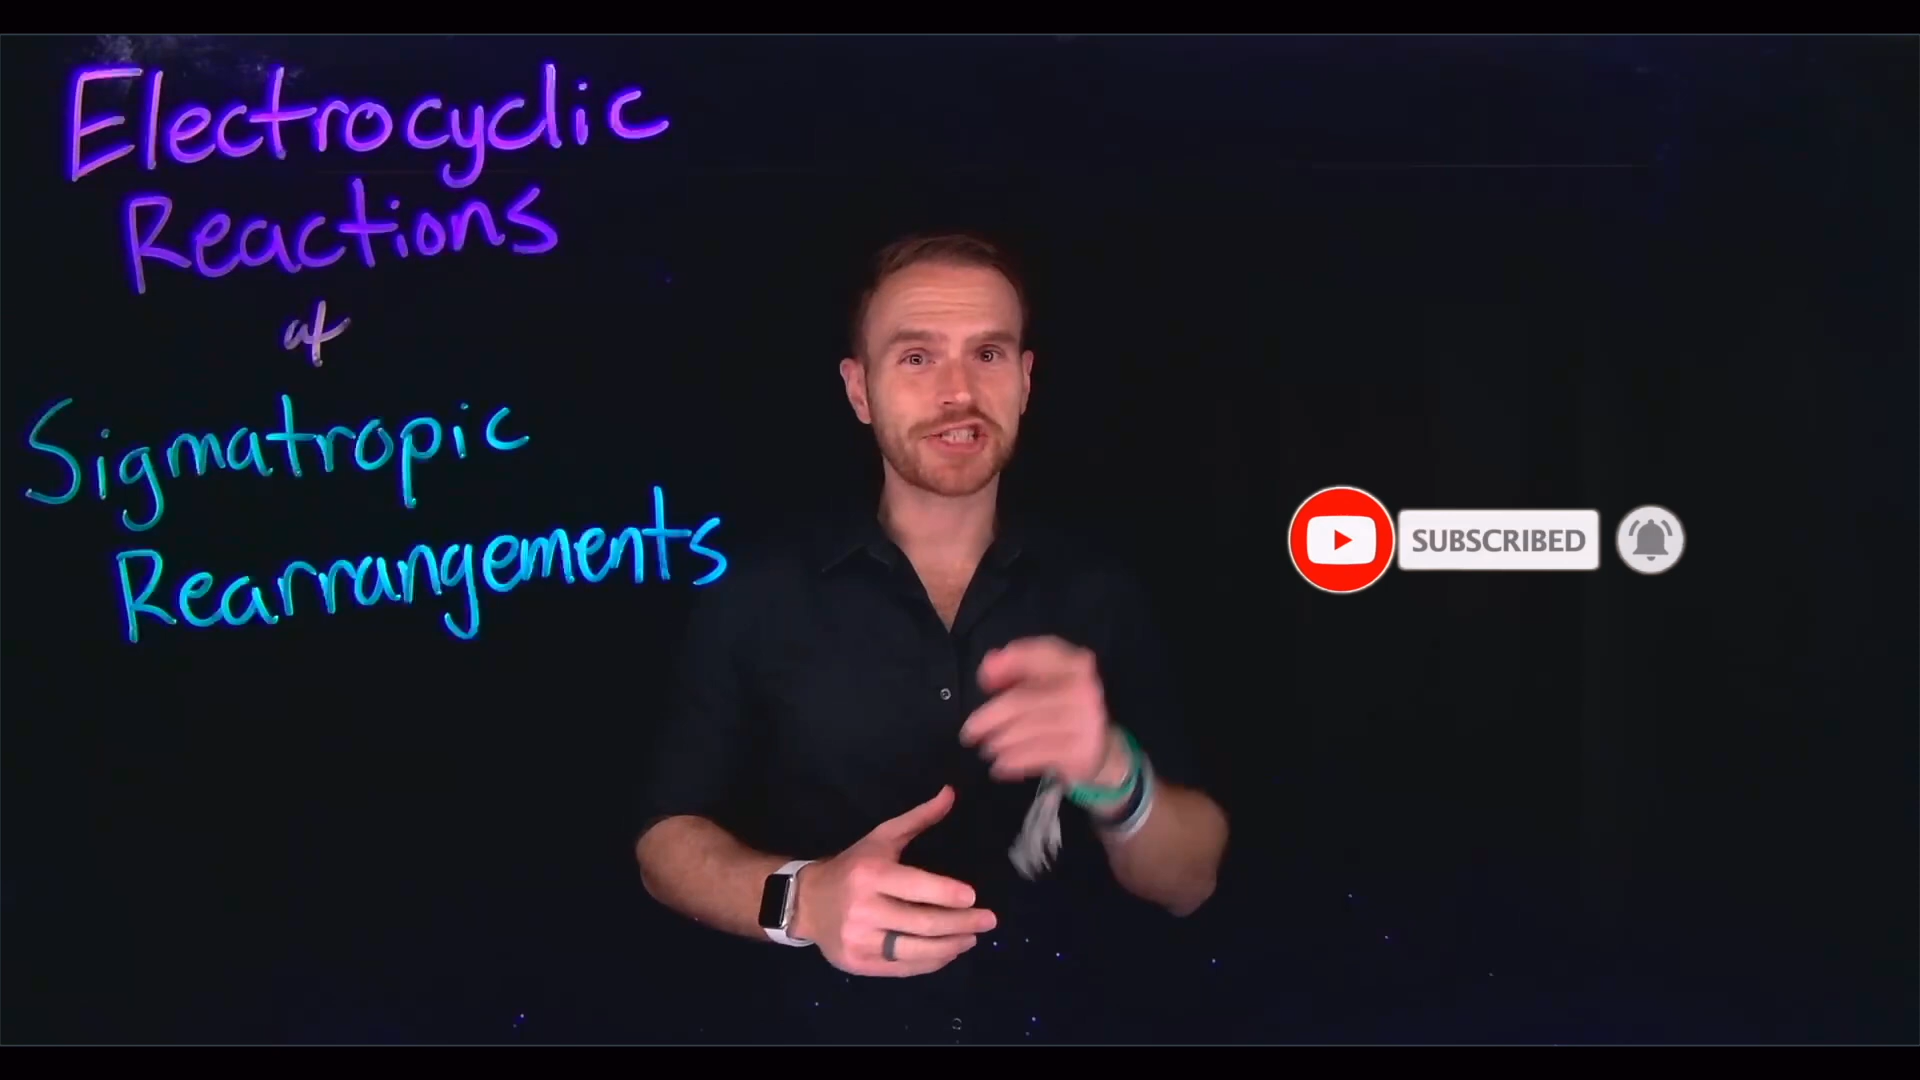 Electrocyclic
Reactions
&
Sigmatropic
Rearrangements
SUBSCRIBED